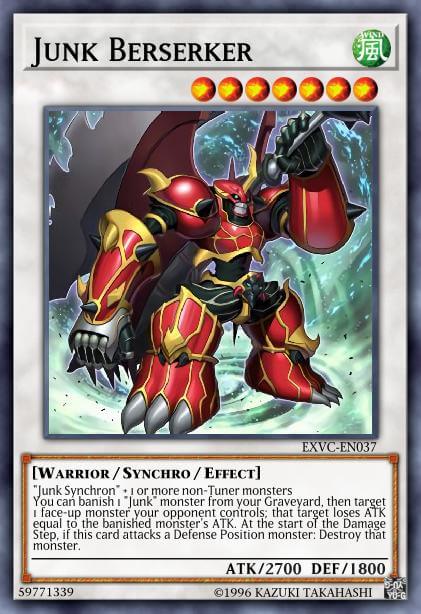 Junk Berserker
WIND
風
EXVC-EN037
[Warrior / Synchro / Effect]
"Junk Synchron" + 1 or more non-Tuner monsters
You can banish 1 "Junk" monster from your Graveyard, then target
1 face-up monster your opponent controls; that target loses ATK
equal to the banished monster's ATK. At the start of the Damage
Step, if this card attacks a Defense Position monster: Destroy that
monster.
ATK/2700 DEF/1800
59771339
©1996 KAZUKI TAKAHASHI